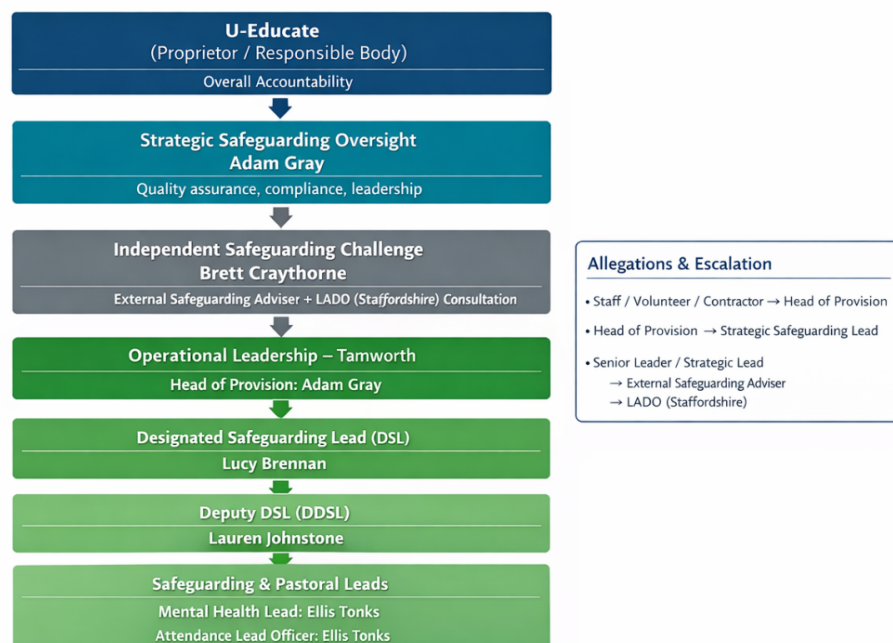 U-Educate
(Proprietor / Responsible Body)
Overall Accountability
Strategic Safeguarding Oversight
Adam Gray
Quality assurance, compliance, leadership
Independent Safeguarding Challenge
Brett Craythorne
External Safeguarding Adviser + LADO (Staffordshire) Consultation
Operational Leadership – Tamworth
Head of Provision: Adam Gray
Designated Safeguarding Lead (DSL)
Lucy Brennan
Deputy DSL (DDSL)
Lauren Johnstone
Safeguarding & Pastoral Leads
Mental Health Lead: Ellis Tonks
Attendance Lead Officer: Ellis Tonks
Allegations & Escalation
• Staff / Volunteer / Contractor → Head of Provision
• Head of Provision → Strategic Safeguarding Lead
• Senior Leader / Strategic Lead
→ External Safeguarding Adviser
→ LADO (Staffordshire)